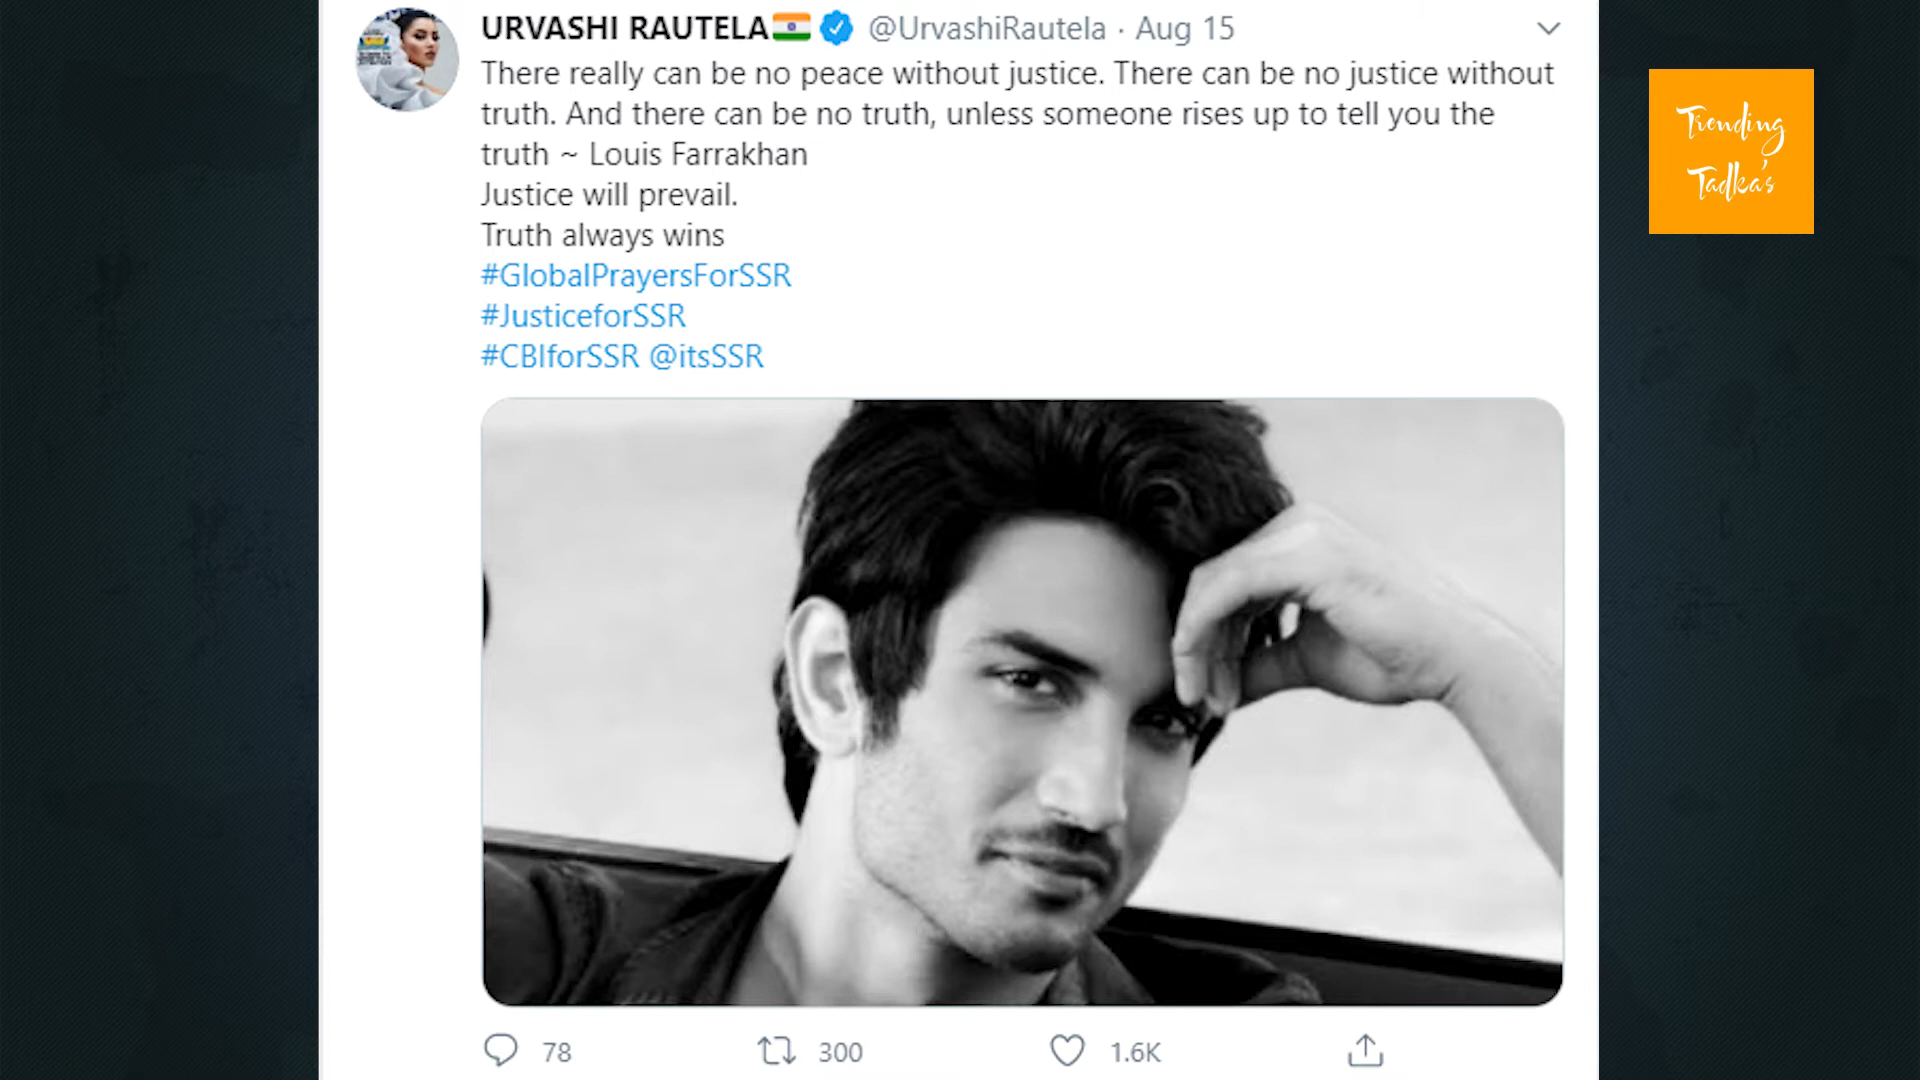 URVASHI RAUTELA @UrvashiRautela · Aug 15
There really can be no peace without justice. There can be no justice without
truth. And there can be no truth, unless someone rises up to tell you the
truth ~ Louis Farrakhan
Justice will prevail.
Truth always wins
#GlobalPrayersForSSR
#JusticeforSSR
#CBIforSSR @itsSSR
78 300 1.6K
Trending
Tadka's